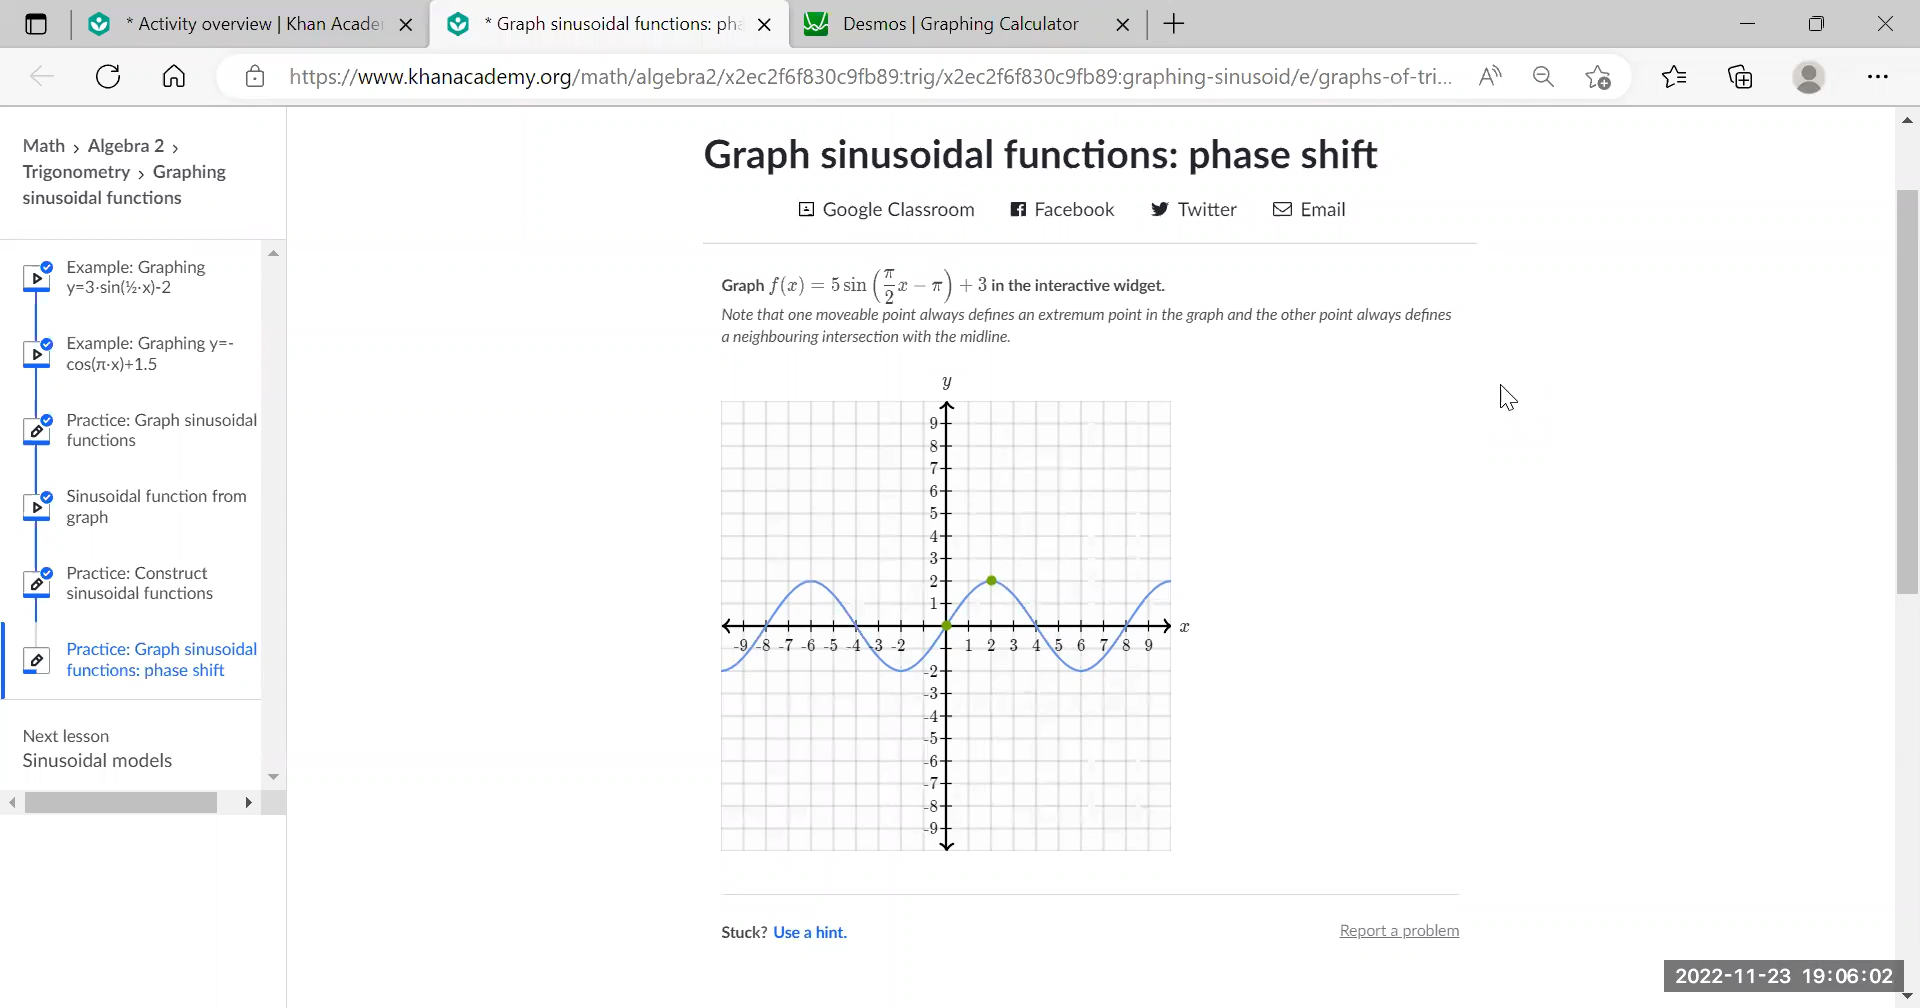 * Activity overview | Khan Acade
* Graph sinusoidal functions: pha
Desmos | Graphing Calculator
https://www.khanacademy.org/math/algebra2/x2ec2f6f830c9fb89:trig/x2ec2f6f830c9fb89:graphing-sinusoid/e/graphs-of-tri...
Math › Algebra 2 ›
Trigonometry › Graphing
sinusoidal functions
Example: Graphing
y=3·sin(½·x)-2
Example: Graphing y=-
cos(π·x)+1.5
Practice: Graph sinusoidal
functions
Sinusoidal function from
graph
Practice: Construct
sinusoidal functions
Practice: Graph sinusoidal
functions: phase shift
Next lesson
Sinusoidal models
Graph sinusoidal functions: phase shift
Google Classroom Facebook Twitter Email
Graph f(x) = 5 sin (π/2 x − π) + 3 in the interactive widget.
Note that one moveable point always defines an extremum point in the graph and the other point always defines
a neighbouring intersection with the midline.
y
9
8
7
6
5
4
3
2
1
x
-9 -8 -7 -6 -5 -4 -3 -2 1 2 3 4 5 6 7 8 9
-2
-3
-4
-5
-6
-7
-8
-9
Stuck? Use a hint.
Report a problem
2022-11-23 19:06:02